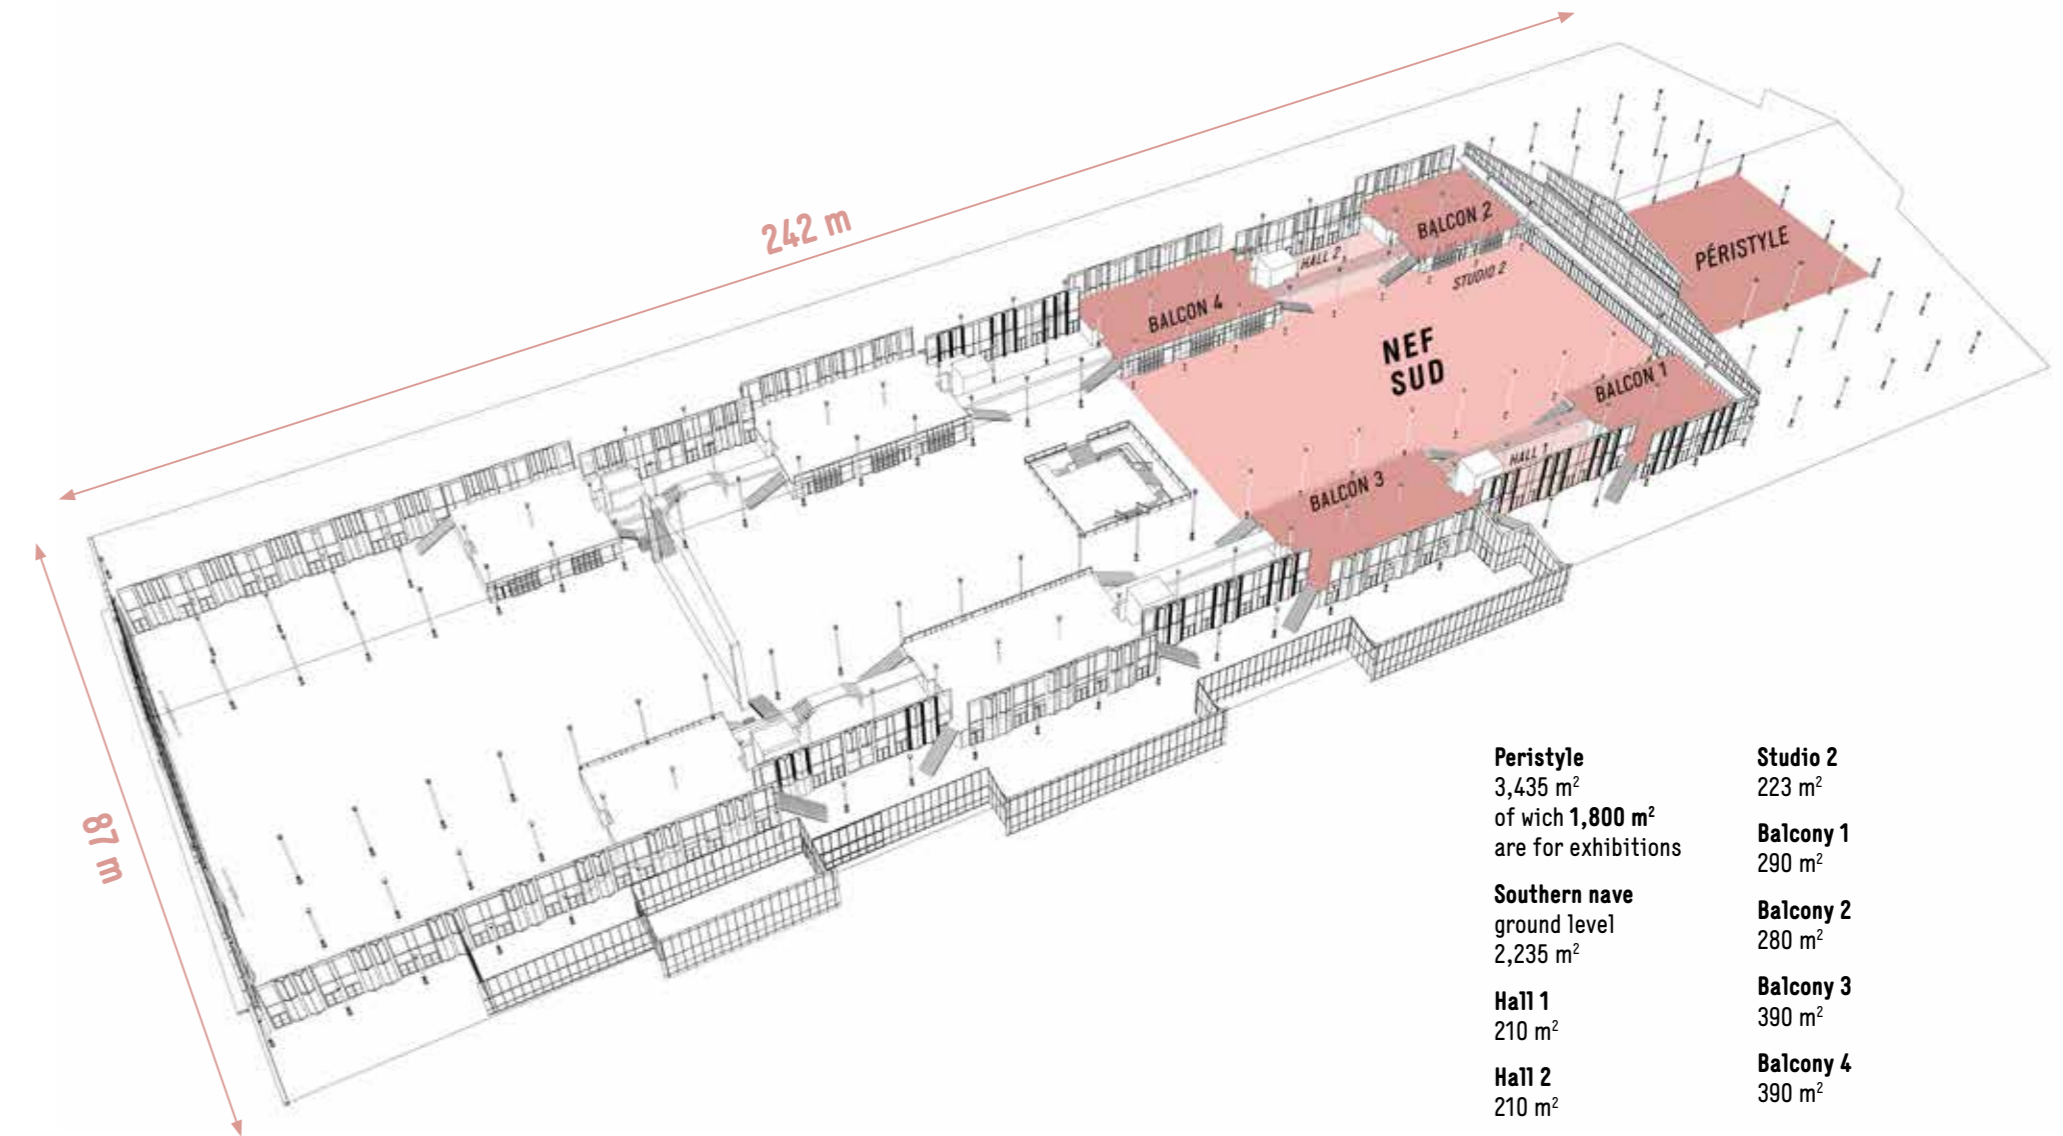 242 m
87 m
BALCON 2
PÉRISTYLE
HALL 2
STUDIO 2
BALCON 4
NEF
SUD
BALCON 1
HALL 1
BALCON 3
Peristyle
3,435 m²
of wich 1,800 m²
are for exhibitions
Southern nave
ground level
2,235 m²
Hall 1
210 m²
Hall 2
210 m²
Studio 2
223 m²
Balcony 1
290 m²
Balcony 2
280 m²
Balcony 3
390 m²
Balcony 4
390 m²